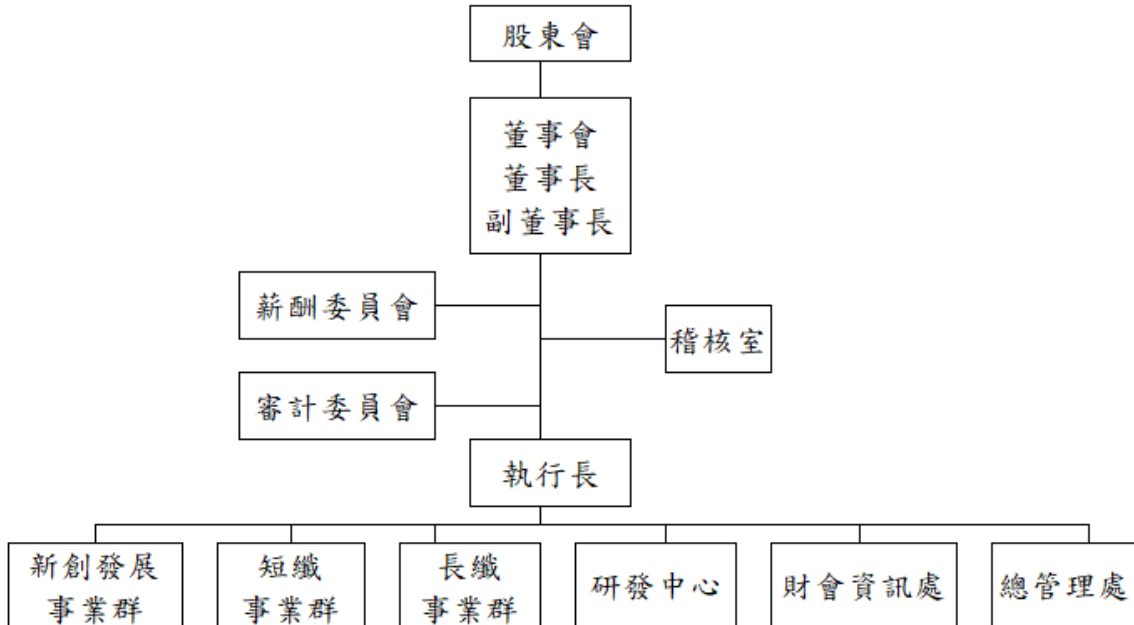 股東會
董事會
董事長
副董事長
薪酬委員會
稽核室
審計委員會
執行長
新創發展
事業群
短纖
事業群
長纖
事業群
研發中心
財會資訊處
總管理處